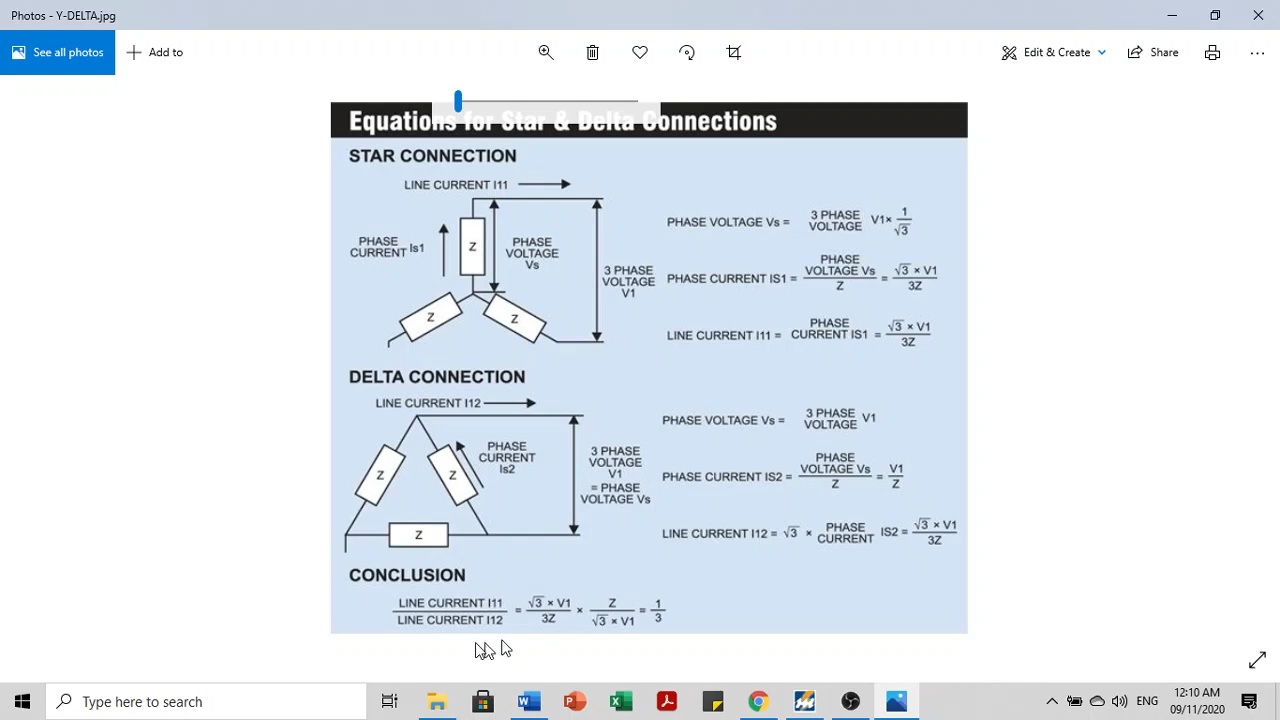 Photos - Y-DELTA.jpg
See all photos
Add to
Edit & Create
Share
Equations for Star & Delta Connections
STAR CONNECTION
LINE CURRENT I11
PHASE CURRENT Is1
Z
PHASE VOLTAGE Vs
3 PHASE VOLTAGE V1
Z
Z
PHASE VOLTAGE Vs = 3 PHASE VOLTAGE V1× 1/√3
PHASE CURRENT IS1 = PHASE VOLTAGE Vs / Z = √3 × V1 / 3Z
LINE CURRENT I11 = PHASE CURRENT IS1 = √3 × V1 / 3Z
DELTA CONNECTION
LINE CURRENT I12
PHASE CURRENT Is2
Z
Z
Z
3 PHASE VOLTAGE V1 = PHASE VOLTAGE Vs
PHASE VOLTAGE Vs = 3 PHASE VOLTAGE V1
PHASE CURRENT IS2 = PHASE VOLTAGE Vs / Z = V1 / Z
LINE CURRENT I12 = √3 × PHASE CURRENT IS2 = √3 × V1 / 3Z
CONCLUSION
LINE CURRENT I11 / LINE CURRENT I12 = √3 × V1 / 3Z × Z / √3 × V1 = 1 / 3
Type here to search
ENG
12:10 AM
09/11/2020